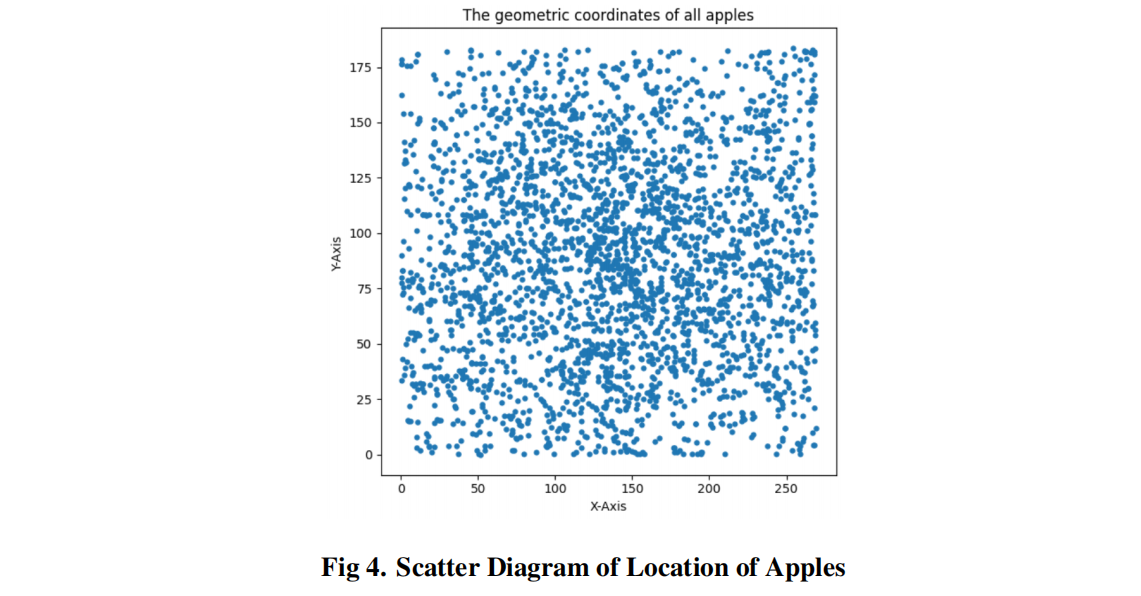 The geometric coordinates of all apples
175
150
125
100
75
50
25
0
Y-Axis
0 50 100 150 200 250
X-Axis
Fig 4. Scatter Diagram of Location of Apples